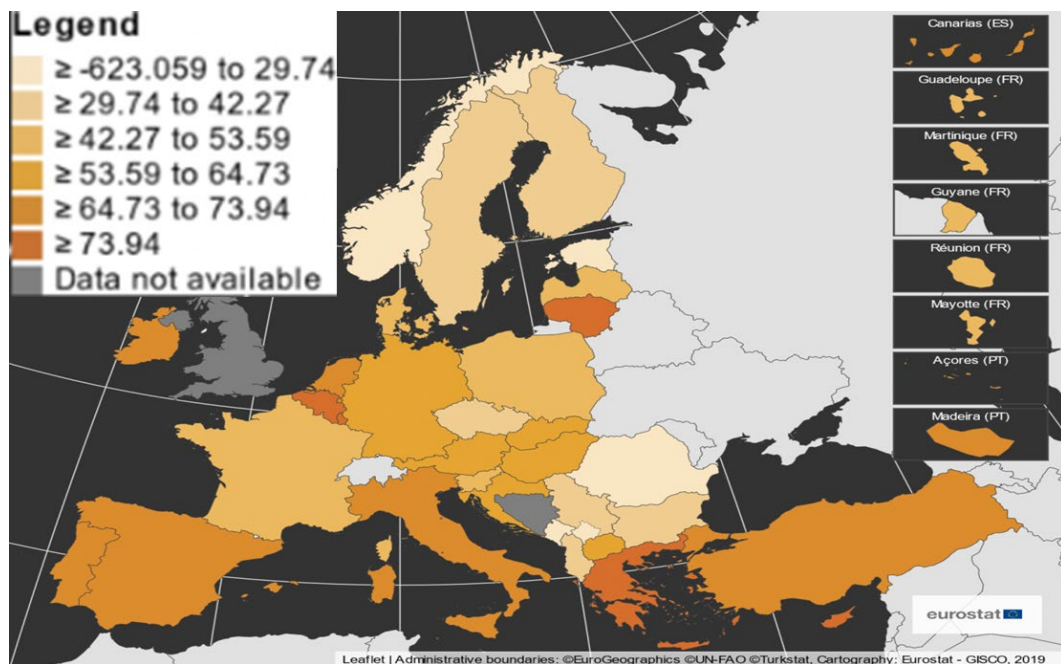 Legend
≥ -623.059 to 29.74
≥ 29.74 to 42.27
≥ 42.27 to 53.59
≥ 53.59 to 64.73
≥ 64.73 to 73.94
≥ 73.94
Data not available
Canarias (ES)
Guadeloupe (FR)
Martinique (FR)
Guyane (FR)
Réunion (FR)
Mayotte (FR)
Açores (PT)
Madeira (PT)
eurostat
Leaflet | Administrative boundaries: ©EuroGeographics ©UN-FAO ©Turkstat, Cartography: Eurostat - GISCO, 2019